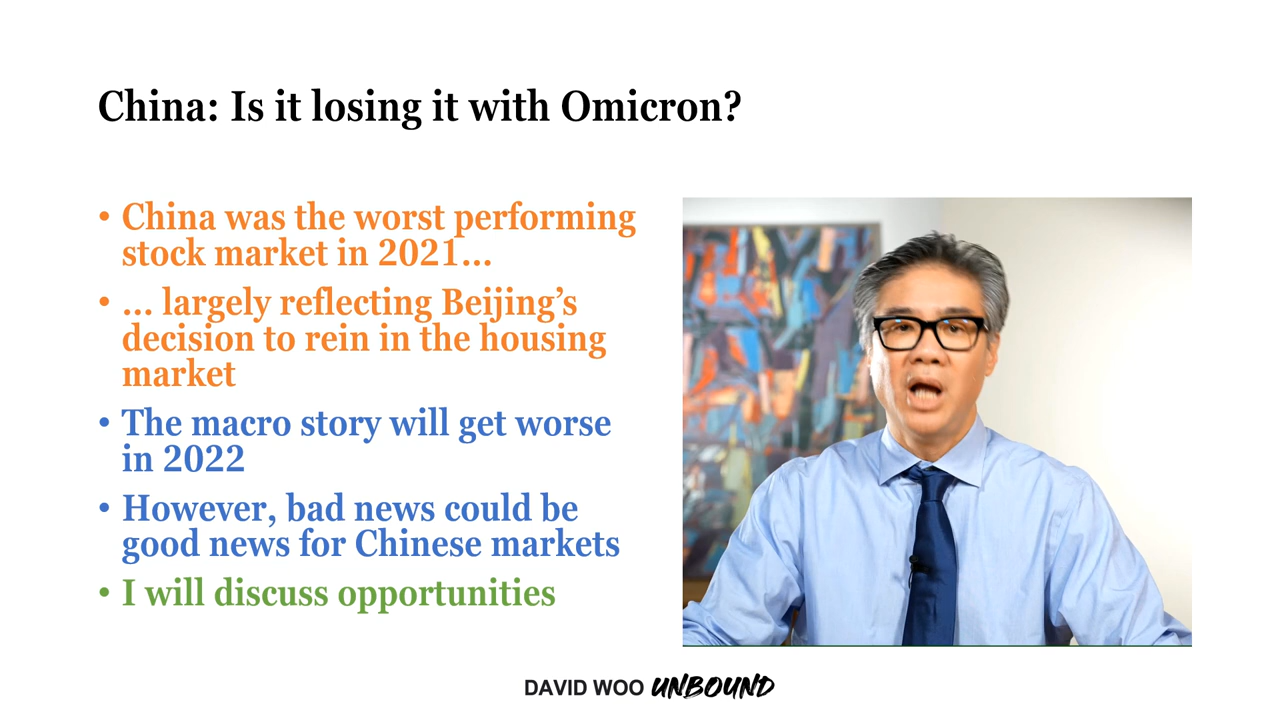 China: Is it losing it with Omicron?
• China was the worst performing
stock market in 2021…
• … largely reflecting Beijing’s
decision to rein in the housing
market
• The macro story will get worse
in 2022
• However, bad news could be
good news for Chinese markets
• I will discuss opportunities
DAVID WOO UNBOUND